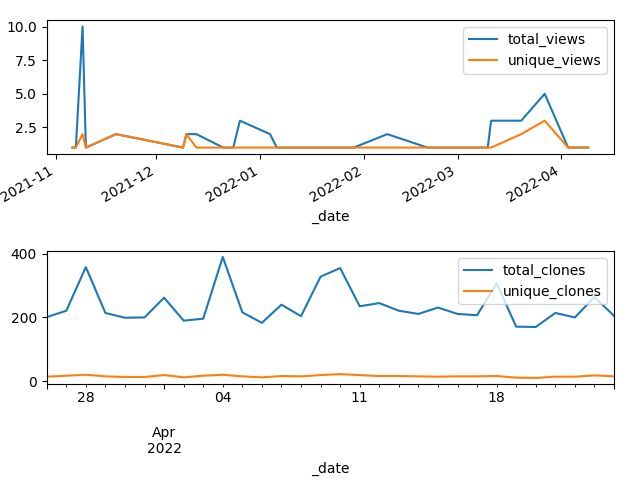 10.0
7.5
5.0
2.5
total_views
unique_views
2021-11
2021-12
2022-01
2022-02
2022-03
2022-04
_date
400
200
0
total_clones
unique_clones
28
04
11
18
Apr
2022
_date